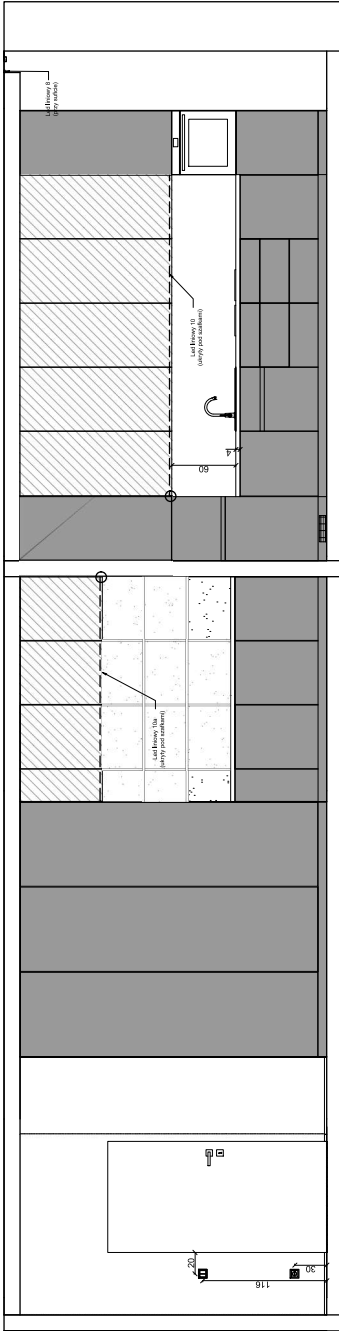 Led liniowy 8
(przy suficie)
Led liniowy 10
(ukryty pod szafkami)
60
4
Led liniowy 10a
(ukryty pod szafkami)
20
116
30